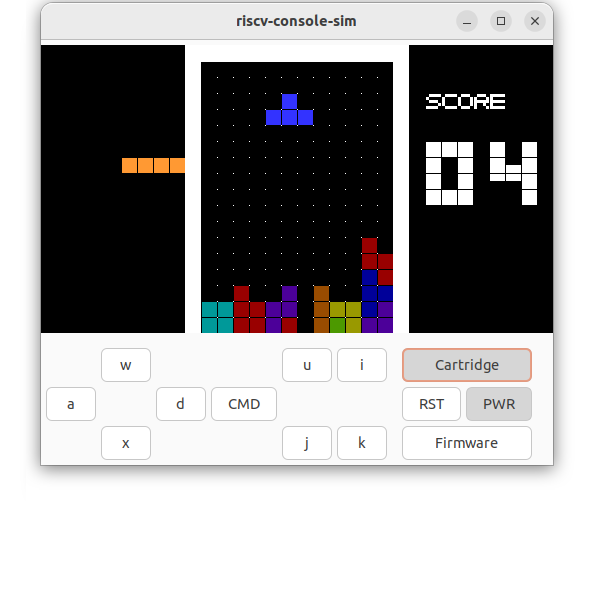 riscv-console-sim
SCORE
04
w u i Cartridge
a d CMD RST PWR
x j k Firmware